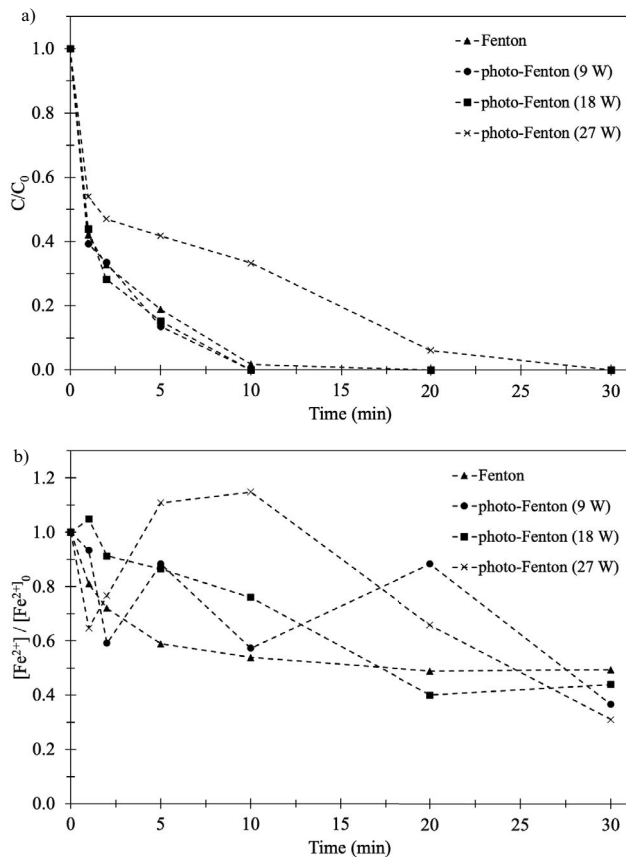 a)
1.0
0.8
0.6
0.4
0.2
0.0
C/C0
Fenton
photo-Fenton (9 W)
photo-Fenton (18 W)
photo-Fenton (27 W)
0 5 10 15 20 25 30
Time (min)
b)
1.2
1.0
0.8
0.6
0.4
0.2
0.0
[Fe2+] / [Fe2+]0
Fenton
photo-Fenton (9 W)
photo-Fenton (18 W)
photo-Fenton (27 W)
0 5 10 15 20 25 30
Time (min)